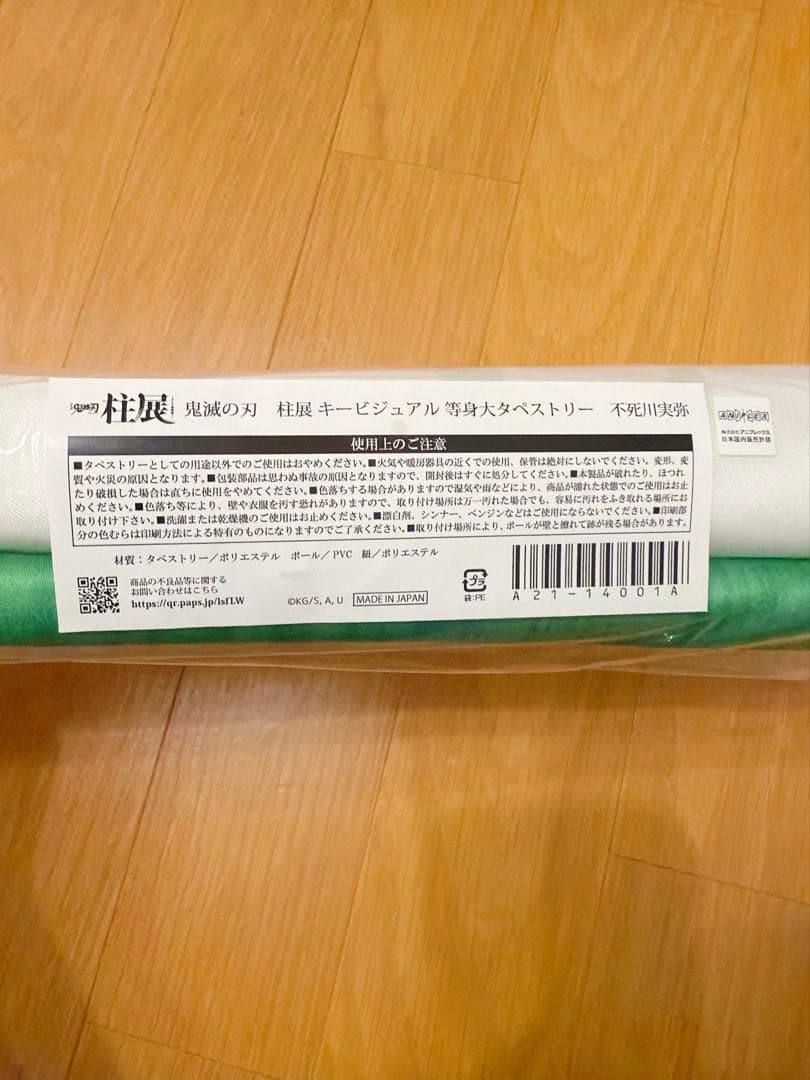 鬼滅の刃 柱展 鬼滅の刃　柱展 キービジュアル 等身大タペストリー　不死川実弥
ANIPLEX
株式会社アニプレックス
日本国内販売許諾
使用上のご注意
■タペストリーとしての用途以外でのご使用はおやめください。■火気や暖房器具の近くでの使用、保管は絶対にしないでください。変形、変
質や火災の原因となります。■包装部品は思わぬ事故の原因となりますので、開封後はすぐに処分してください。■本製品が破れたり、ほつれ
たり破損した場合は直ちに使用をやめてください。■色落ちする場合がありますので湿気や雨などにより、商品が濡れた状態でのご使用はお止
めください。■色落ち等により、壁や衣服を汚す恐れがありますので、取り付け場所は万一汚れた場合でも、容易に汚れをふき取れる場所にお
取り付け下さい。■洗濯または乾燥機のご使用はお止めください。■漂白剤、シンナー、ベンジンなどはご使用にならないでください。■印刷部
分の色むらは印刷方法による特有のものになりますのでご了承ください。■取り付け場所により、ポールが壁と擦れて跡が残る場合があります。
材質：タペストリー／ポリエステル　ポール／PVC　紐／ポリエステル
商品の不良品等に関する
お問い合わせはこちら
https://qr.paps.jp/lsfLW
©KG/S, A, U
MADE IN JAPAN
プラ
袋:PE
A21-14001A